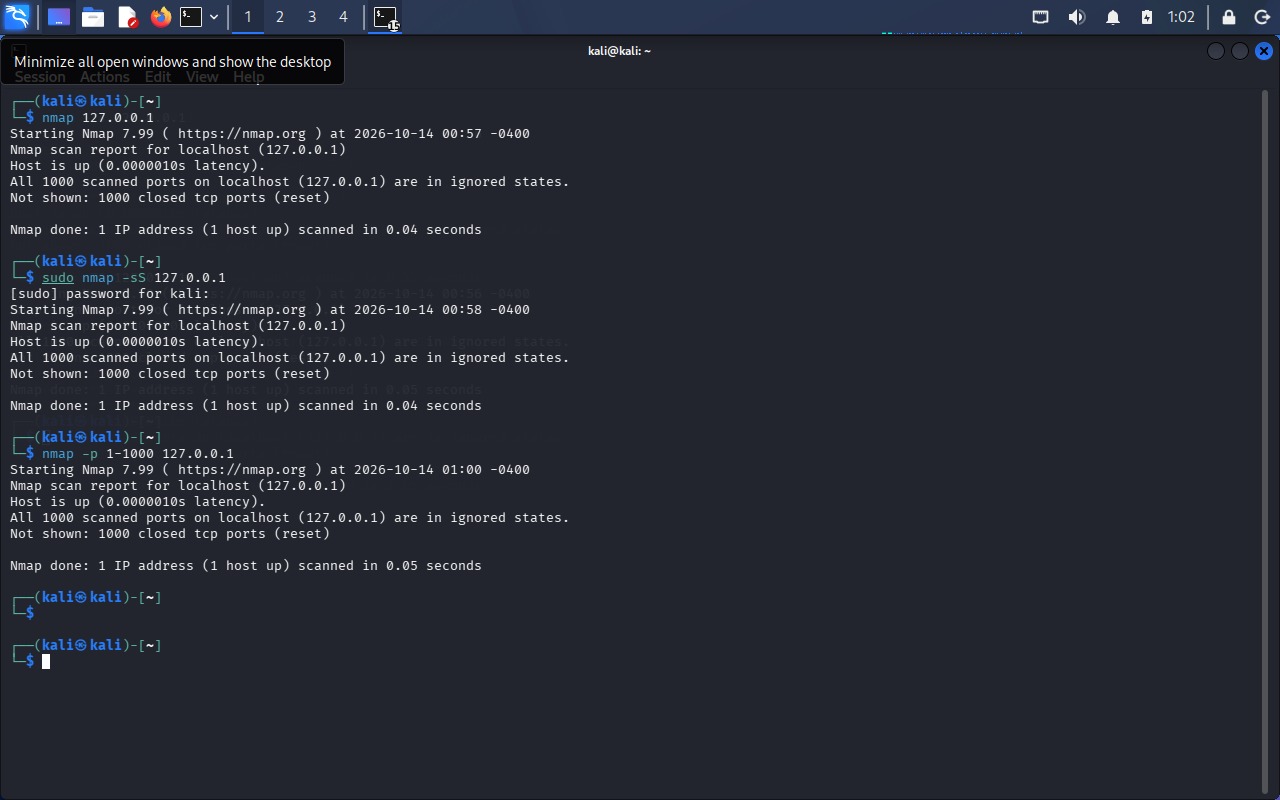 1 2 3 4 1:02
kali@kali: ~
Minimize all open windows and show the desktop
Session Actions Edit View Help
┌──(kali㉿kali)-[~]
└─$ nmap 127.0.0.1
Starting Nmap 7.99 ( https://nmap.org ) at 2026-10-14 00:57 -0400
Nmap scan report for localhost (127.0.0.1)
Host is up (0.0000010s latency).
All 1000 scanned ports on localhost (127.0.0.1) are in ignored states.
Not shown: 1000 closed tcp ports (reset)
Nmap done: 1 IP address (1 host up) scanned in 0.04 seconds
┌──(kali㉿kali)-[~]
└─$ sudo nmap -sS 127.0.0.1
[sudo] password for kali:
Starting Nmap 7.99 ( https://nmap.org ) at 2026-10-14 00:58 -0400
Nmap scan report for localhost (127.0.0.1)
Host is up (0.0000010s latency).
All 1000 scanned ports on localhost (127.0.0.1) are in ignored states.
Not shown: 1000 closed tcp ports (reset)
Nmap done: 1 IP address (1 host up) scanned in 0.04 seconds
┌──(kali㉿kali)-[~]
└─$ nmap -p 1-1000 127.0.0.1
Starting Nmap 7.99 ( https://nmap.org ) at 2026-10-14 01:00 -0400
Nmap scan report for localhost (127.0.0.1)
Host is up (0.0000010s latency).
All 1000 scanned ports on localhost (127.0.0.1) are in ignored states.
Not shown: 1000 closed tcp ports (reset)
Nmap done: 1 IP address (1 host up) scanned in 0.05 seconds
┌──(kali㉿kali)-[~]
└─$
┌──(kali㉿kali)-[~]
└─$